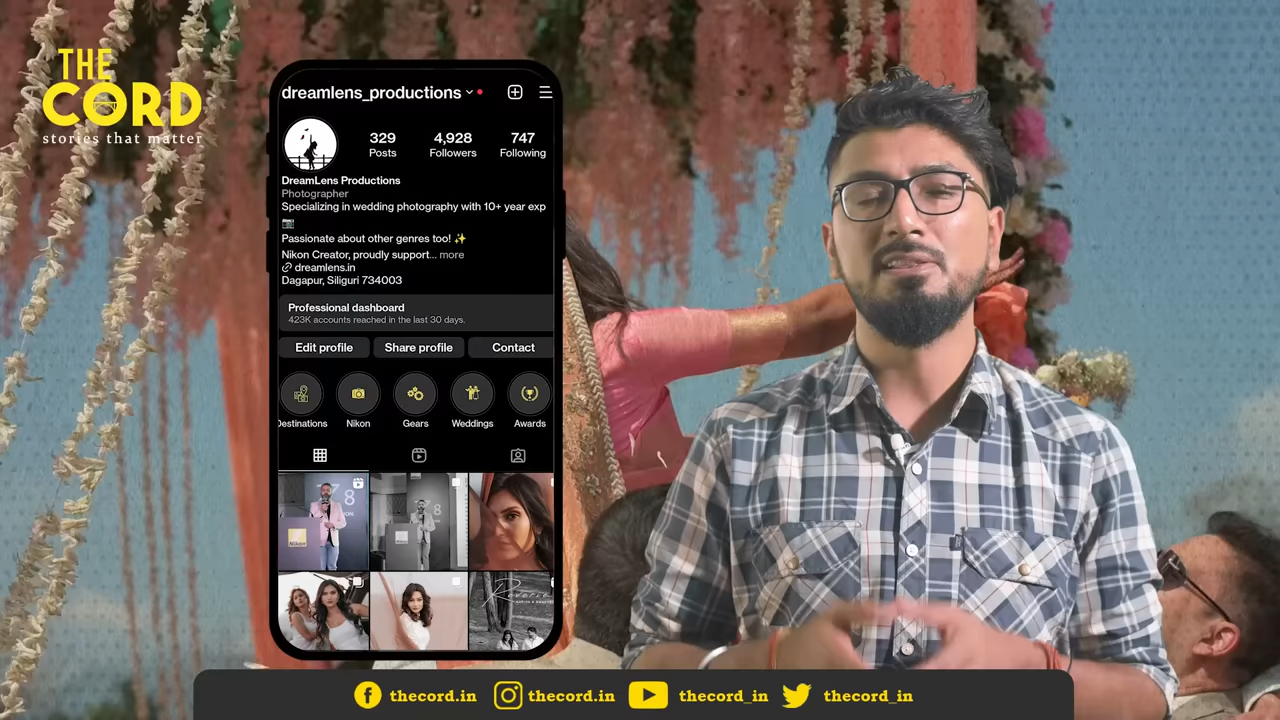 THE
CORD
stories that matter
dreamlens_productions
329
Posts
4,928
Followers
747
Following
DreamLens Productions
Photographer
Specializing in wedding photography with 10+ year exp
Passionate about other genres too!
Nikon Creator, proudly support... more
dreamlens.in
Dagapur, Siliguri 734003
Professional dashboard
423K accounts reached in the last 30 days.
Edit profile
Share profile
Contact
Destinations
Nikon
Gears
Weddings
Awards
Nikon
thecord.in
thecord.in
thecord_in
thecord_in